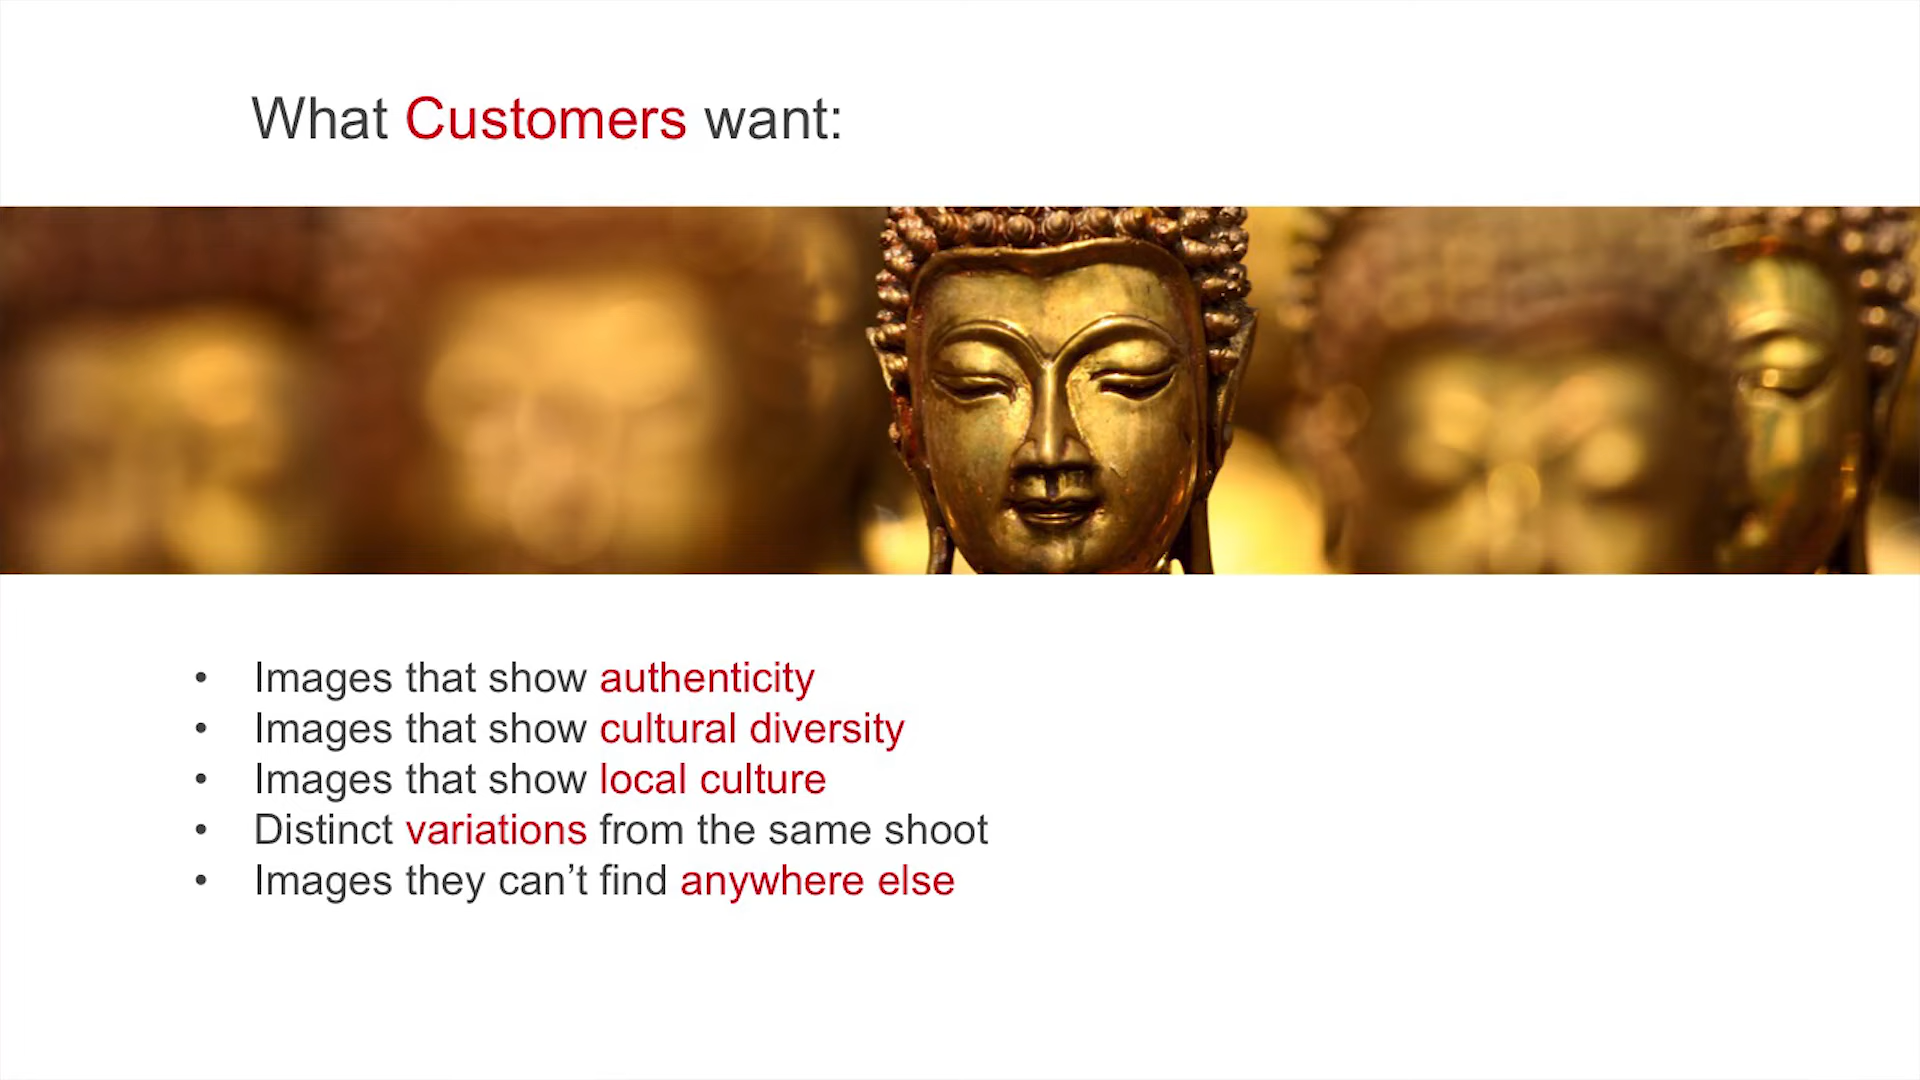 What Customers want:
• Images that show authenticity
• Images that show cultural diversity
• Images that show local culture
• Distinct variations from the same shoot
• Images they can’t find anywhere else